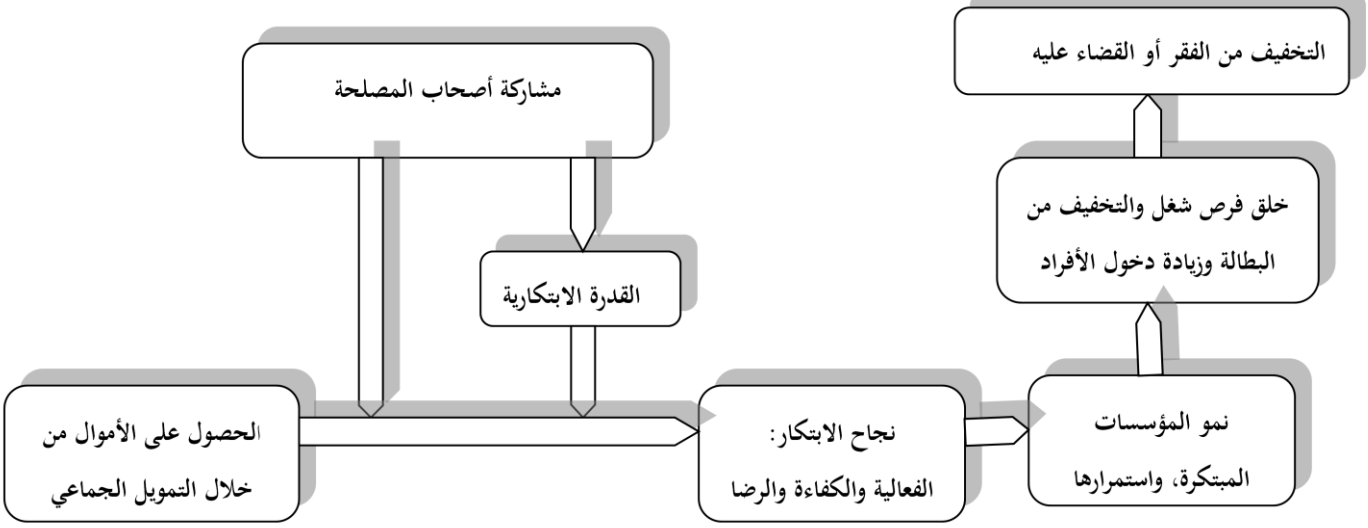 التخفيف من الفقر أو القضاء عليه
مشاركة أصحاب المصلحة
خلق فرص شغل والتخفيف من
البطالة وزيادة دخول الأفراد
القدرة الابتكارية
نمو المؤسسات
المبتكرة، واستمرارها
نجاح الابتكار:
الفعالية والكفاءة والرضا
الحصول على الأموال من
خلال التمويل الجماعي